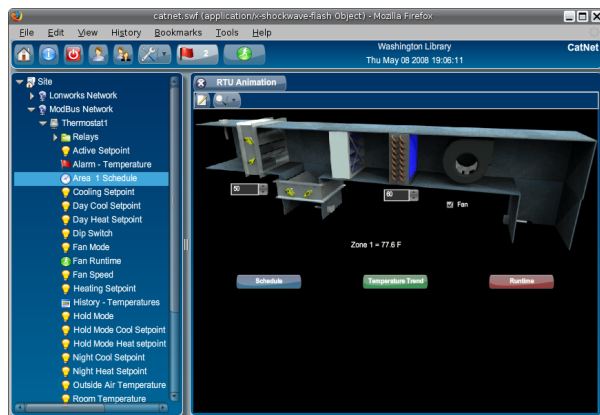 catnet.swf (application/x-shockwave-flash Object) - Mozilla Firefox
File Edit View History Bookmarks Tools Help
2
Washington Library
Thu May 08 2008 19:06:11
CatNet
Site
Lonworks Network
ModBus Network
Thermostat1
Relays
Active Setpoint
Alarm - Temperature
Area 1 Schedule
Cooling Setpoint
Day Cool Setpoint
Day Heat Setpoint
Dip Switch
Fan Mode
Fan Runtime
Fan Speed
Heating Setpoint
History - Temperatures
Hold Mode
Hold Mode Cool Setpoint
Hold Mode Heat setpoint
Night Cool Setpoint
Night Heat Setpoint
Outside Air Temperature
Room Temperature
RTU Animation
50
60
Fan
Zone 1 = 77.6 F
Schedule
Temperature Trend
Runtime